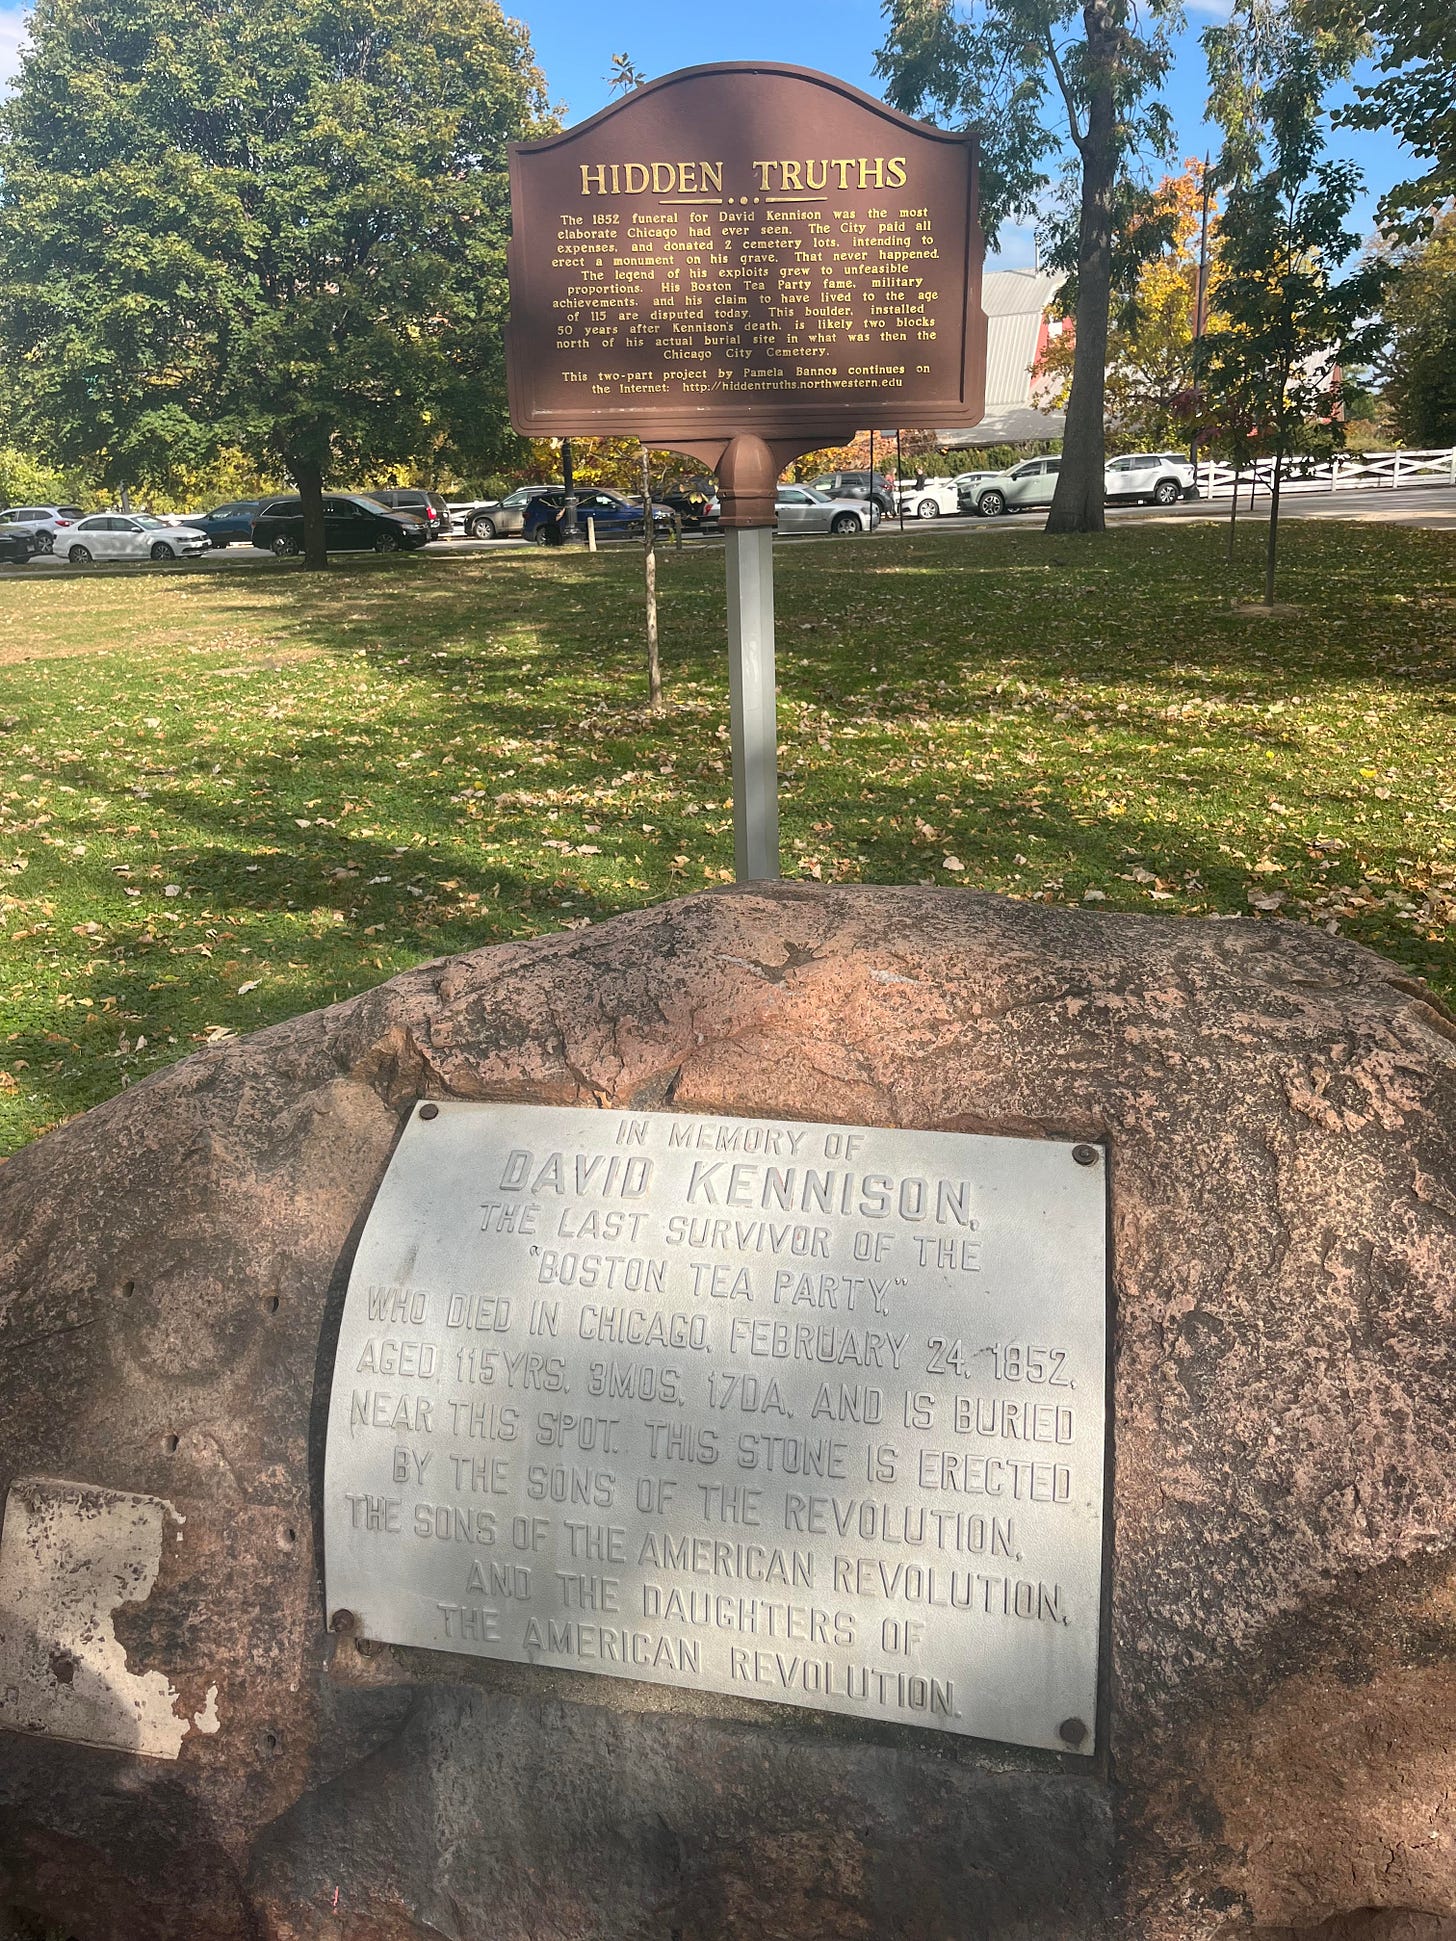 HIDDEN TRUTHS
The 1852 funeral for David Kennison was the most
elaborate Chicago had ever seen. The City paid all
expenses, and donated 2 cemetery lots, intending to
erect a monument on his grave. That never happened.
The legend of his exploits grew to unfeasible
proportions. His Boston Tea Party fame, military
achievements, and his claim to have lived to the age
of 115 are disputed today. This boulder, installed
50 years after Kennison's death, is likely two blocks
north of his actual burial site in what was then the
Chicago City Cemetery.
This two-part project by Pamela Bannos continues on
the Internet: http://hiddentruths.northwestern.edu
IN MEMORY OF
DAVID KENNISON,
THE LAST SURVIVOR OF THE
"BOSTON TEA PARTY,"
WHO DIED IN CHICAGO, FEBRUARY 24, 1852,
AGED, 115YRS, 3MOS, 17DA, AND IS BURIED
NEAR THIS SPOT. THIS STONE IS ERECTED
BY THE SONS OF THE REVOLUTION,
THE SONS OF THE AMERICAN REVOLUTION,
AND THE DAUGHTERS OF
THE AMERICAN REVOLUTION.